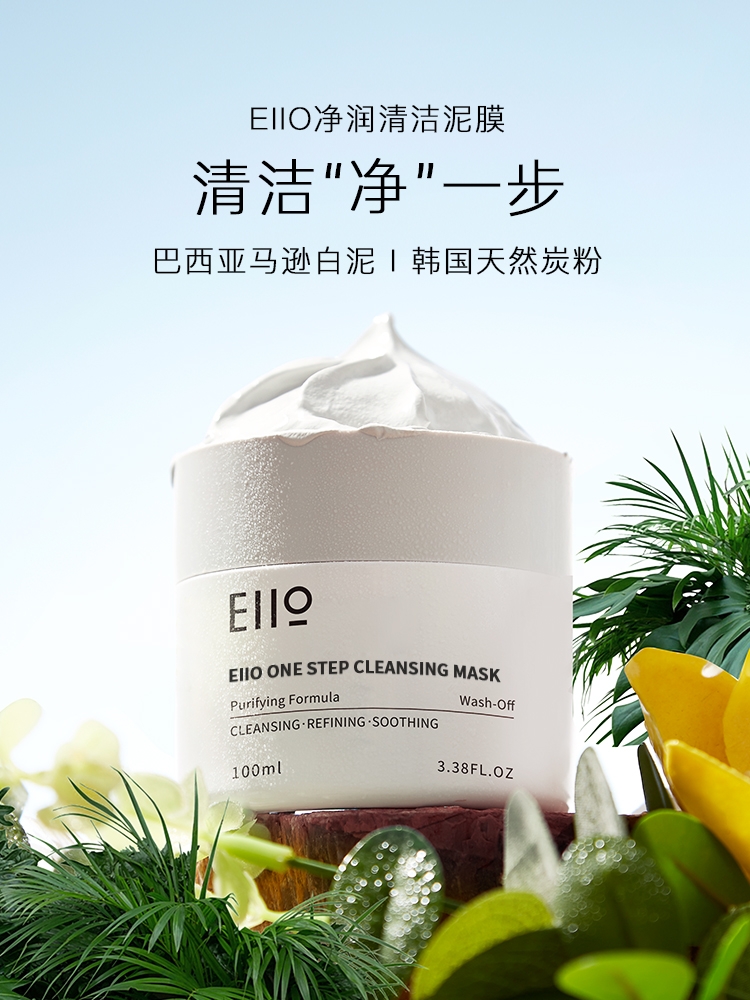 EIIO净润清洁泥膜
清洁“净”一步
巴西亚马逊白泥 | 韩国天然炭粉
EIIO
EIIO ONE STEP CLEANSING MASK
Purifying Formula Wash-Off
CLEANSING·REFINING·SOOTHING
100ml 3.38FL.OZ